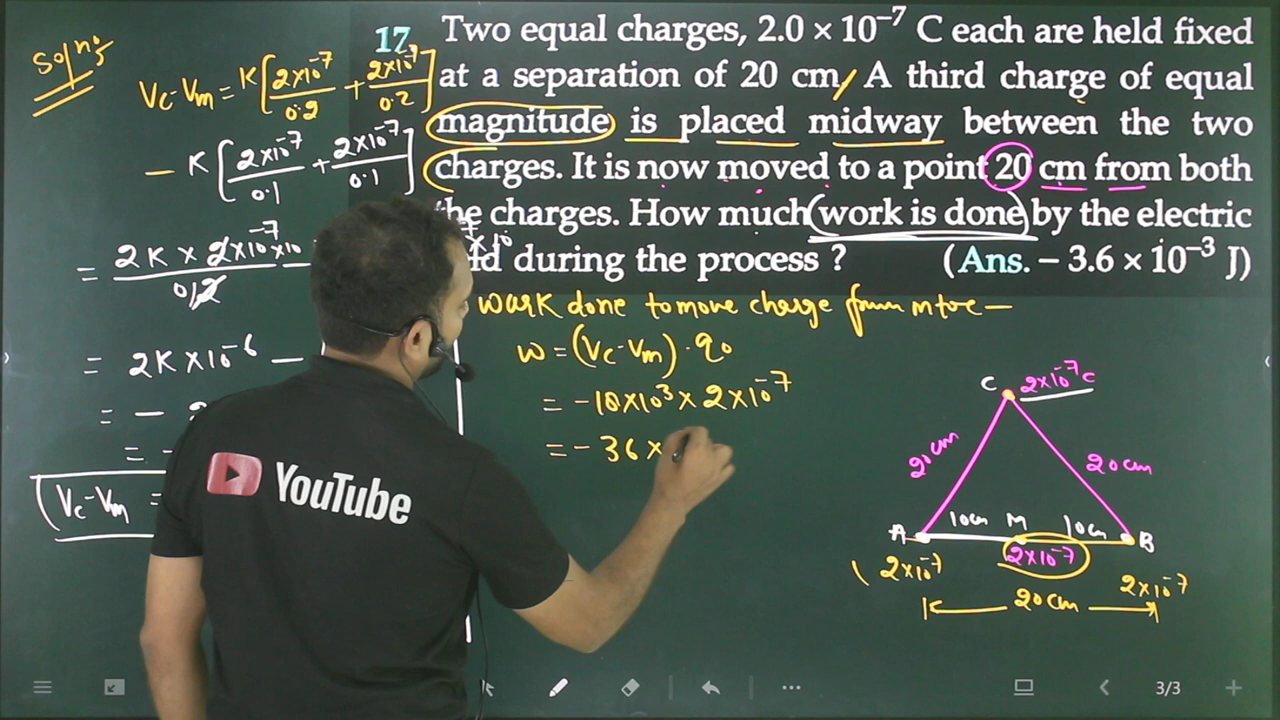 17. Two equal charges, 2.0 × 10⁻⁷ C each are held fixed
at a separation of 20 cm, A third charge of equal
magnitude is placed midway between the two
charges. It is now moved to a point 20 cm from both
the charges. How much (work is done) by the electric
during the process ? (Ans. – 3.6 × 10⁻³ J)
Solⁿ:
Vc-Vm = K[2×10⁻⁷/0.2 + 2×10⁻⁷/0.2]
- K[2×10⁻⁷/0.1 + 2×10⁻⁷/0.1]
= 2K × 2×10⁻⁷×10
= 2K×10⁻⁶ -
= -
= -
Vc-Vm =
work done to move charge from m to c -
w = (Vc-Vm) · q₀
= -18×10³ × 2×10⁻⁷
= - 36 ×
C 2×10⁻⁷c
20cm
20cm
A 10cm M 10cm B
2×10⁻⁷
2×10⁻⁷
2×10⁻⁷
20cm
YouTube
3/3